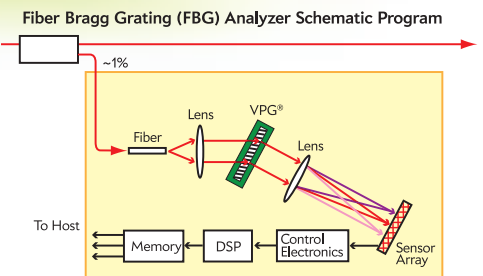 Fiber Bragg Grating (FBG) Analyzer Schematic Program
~1%
Lens
VPG®
Fiber
Lens
To Host
Memory
DSP
Control
Electronics
Sensor
Array